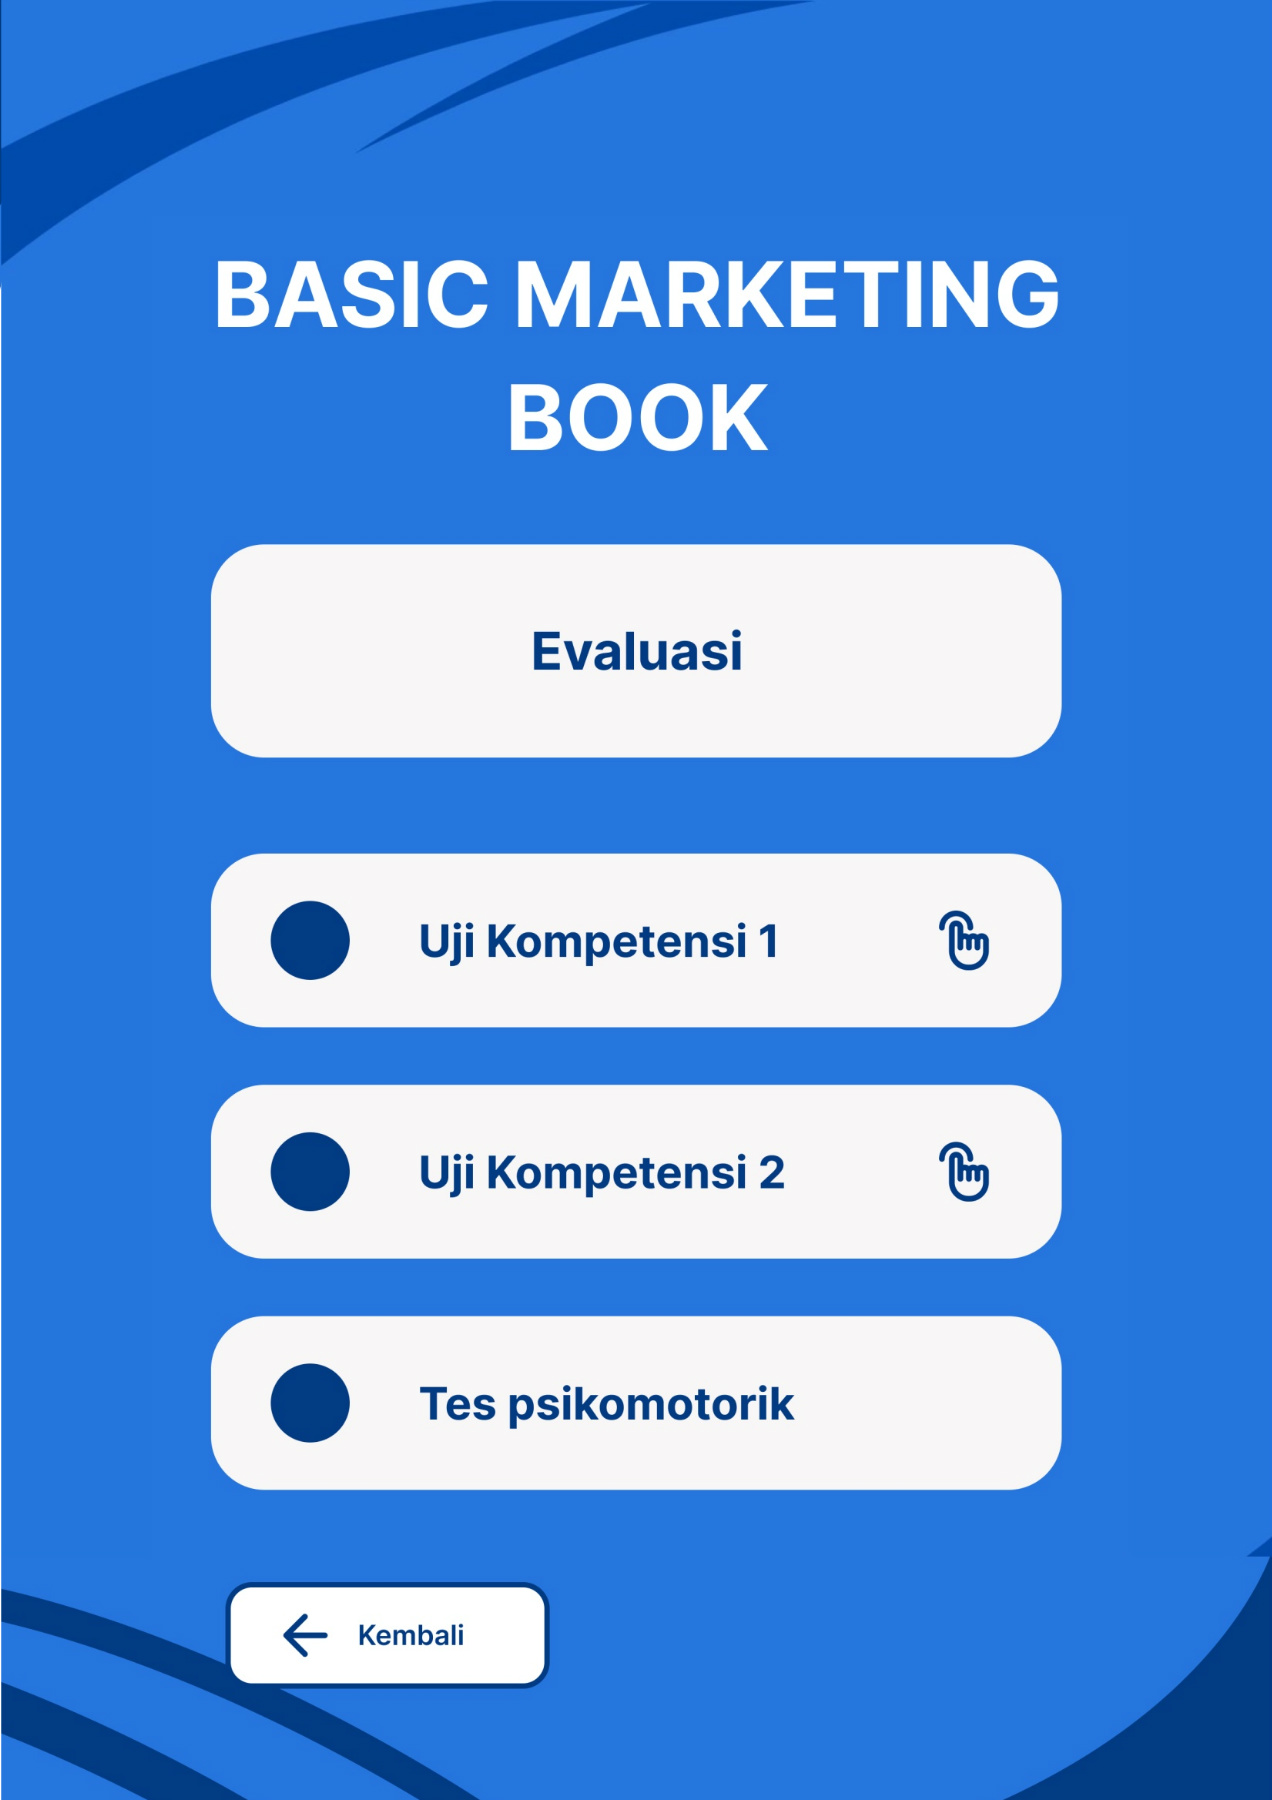 BASIC MARKETING
BOOK
Evaluasi
Uji Kompetensi 1
Uji Kompetensi 2
Tes psikomotorik
Kembali